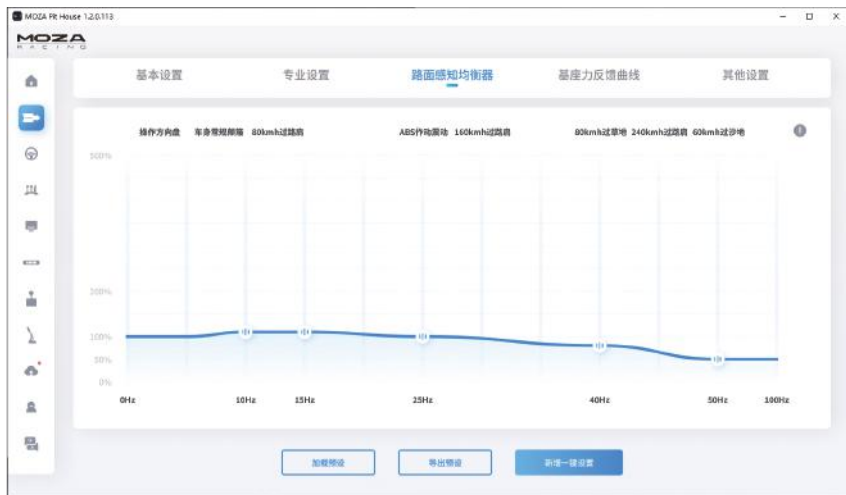 MOZA Pit House 1.2.0.113
MOZA
RACING
基本设置 专业设置 路面感知均衡器 基座力反馈曲线 其他设置
操作方向盘 车身常规颠簸 80kmh过路肩 ABS作动震动 160kmh过路肩 80kmh过草地 240kmh过路肩 60kmh过沙地
500%
200%
100%
50%
0%
0Hz 10Hz 15Hz 25Hz 40Hz 50Hz 100Hz
加载预设 导出预设 新增一键设置